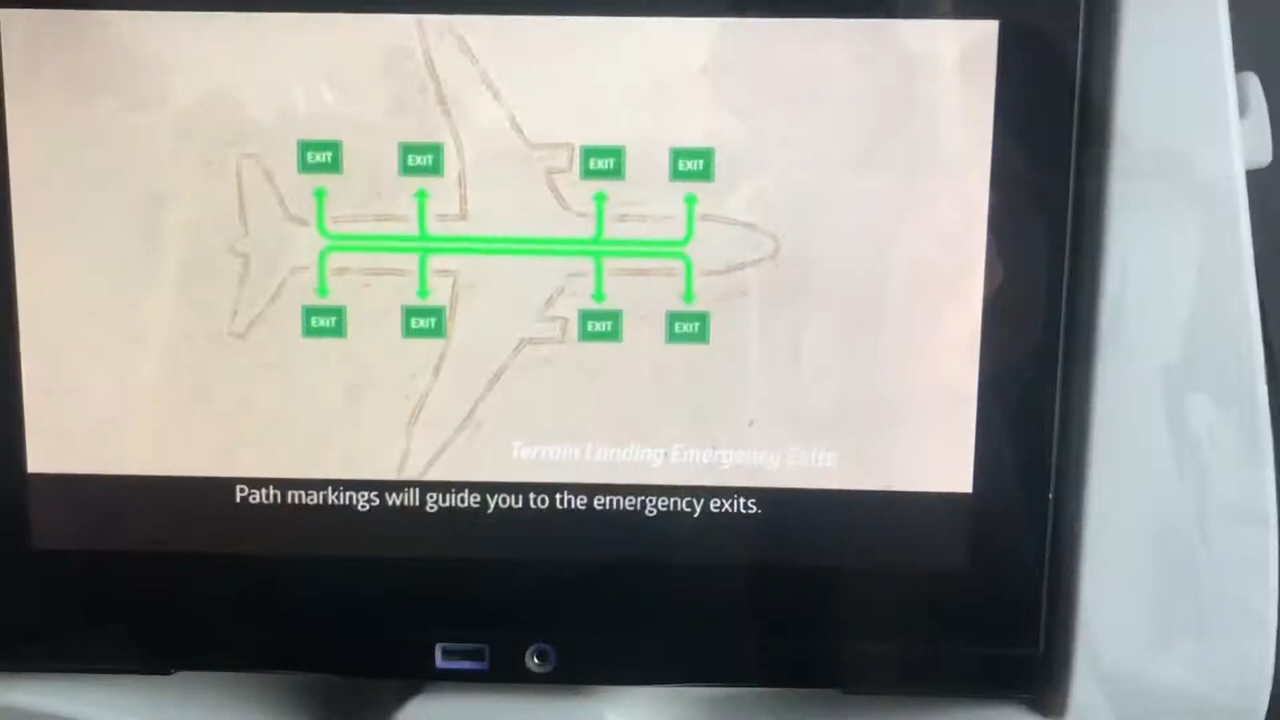 EXIT EXIT EXIT EXIT
EXIT EXIT EXIT EXIT
Terrain Landing Emergency Exits
Path markings will guide you to the emergency exits.